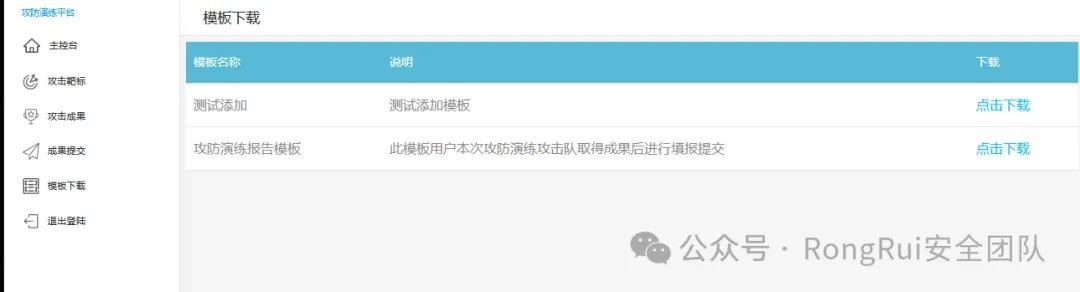 攻防演练平台
主控台
攻击靶标
攻击成果
成果提交
模板下载
退出登陆
模板下载
模板名称 说明 下载
测试添加 测试添加模板 点击下载
攻防演练报告模板 此模板用户本次攻防演练攻击队取得成果后进行填报提交 点击下载
公众号 · RongRui安全团队